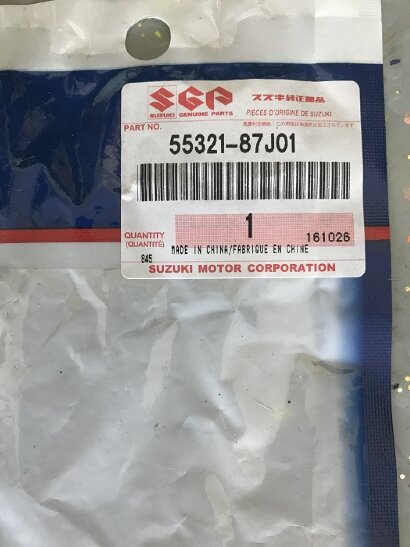 SGP スズキ純正部品
SUZUKI GENUINE PARTS PIÈCES D'ORIGINE DE SUZUKI
PART NO.
55321-87J01
QUANTITY
(QUANTITÉ)
1
161026
845 MADE IN CHINA/FABRIQUE EN CHINE
SUZUKI MOTOR CORPORATION